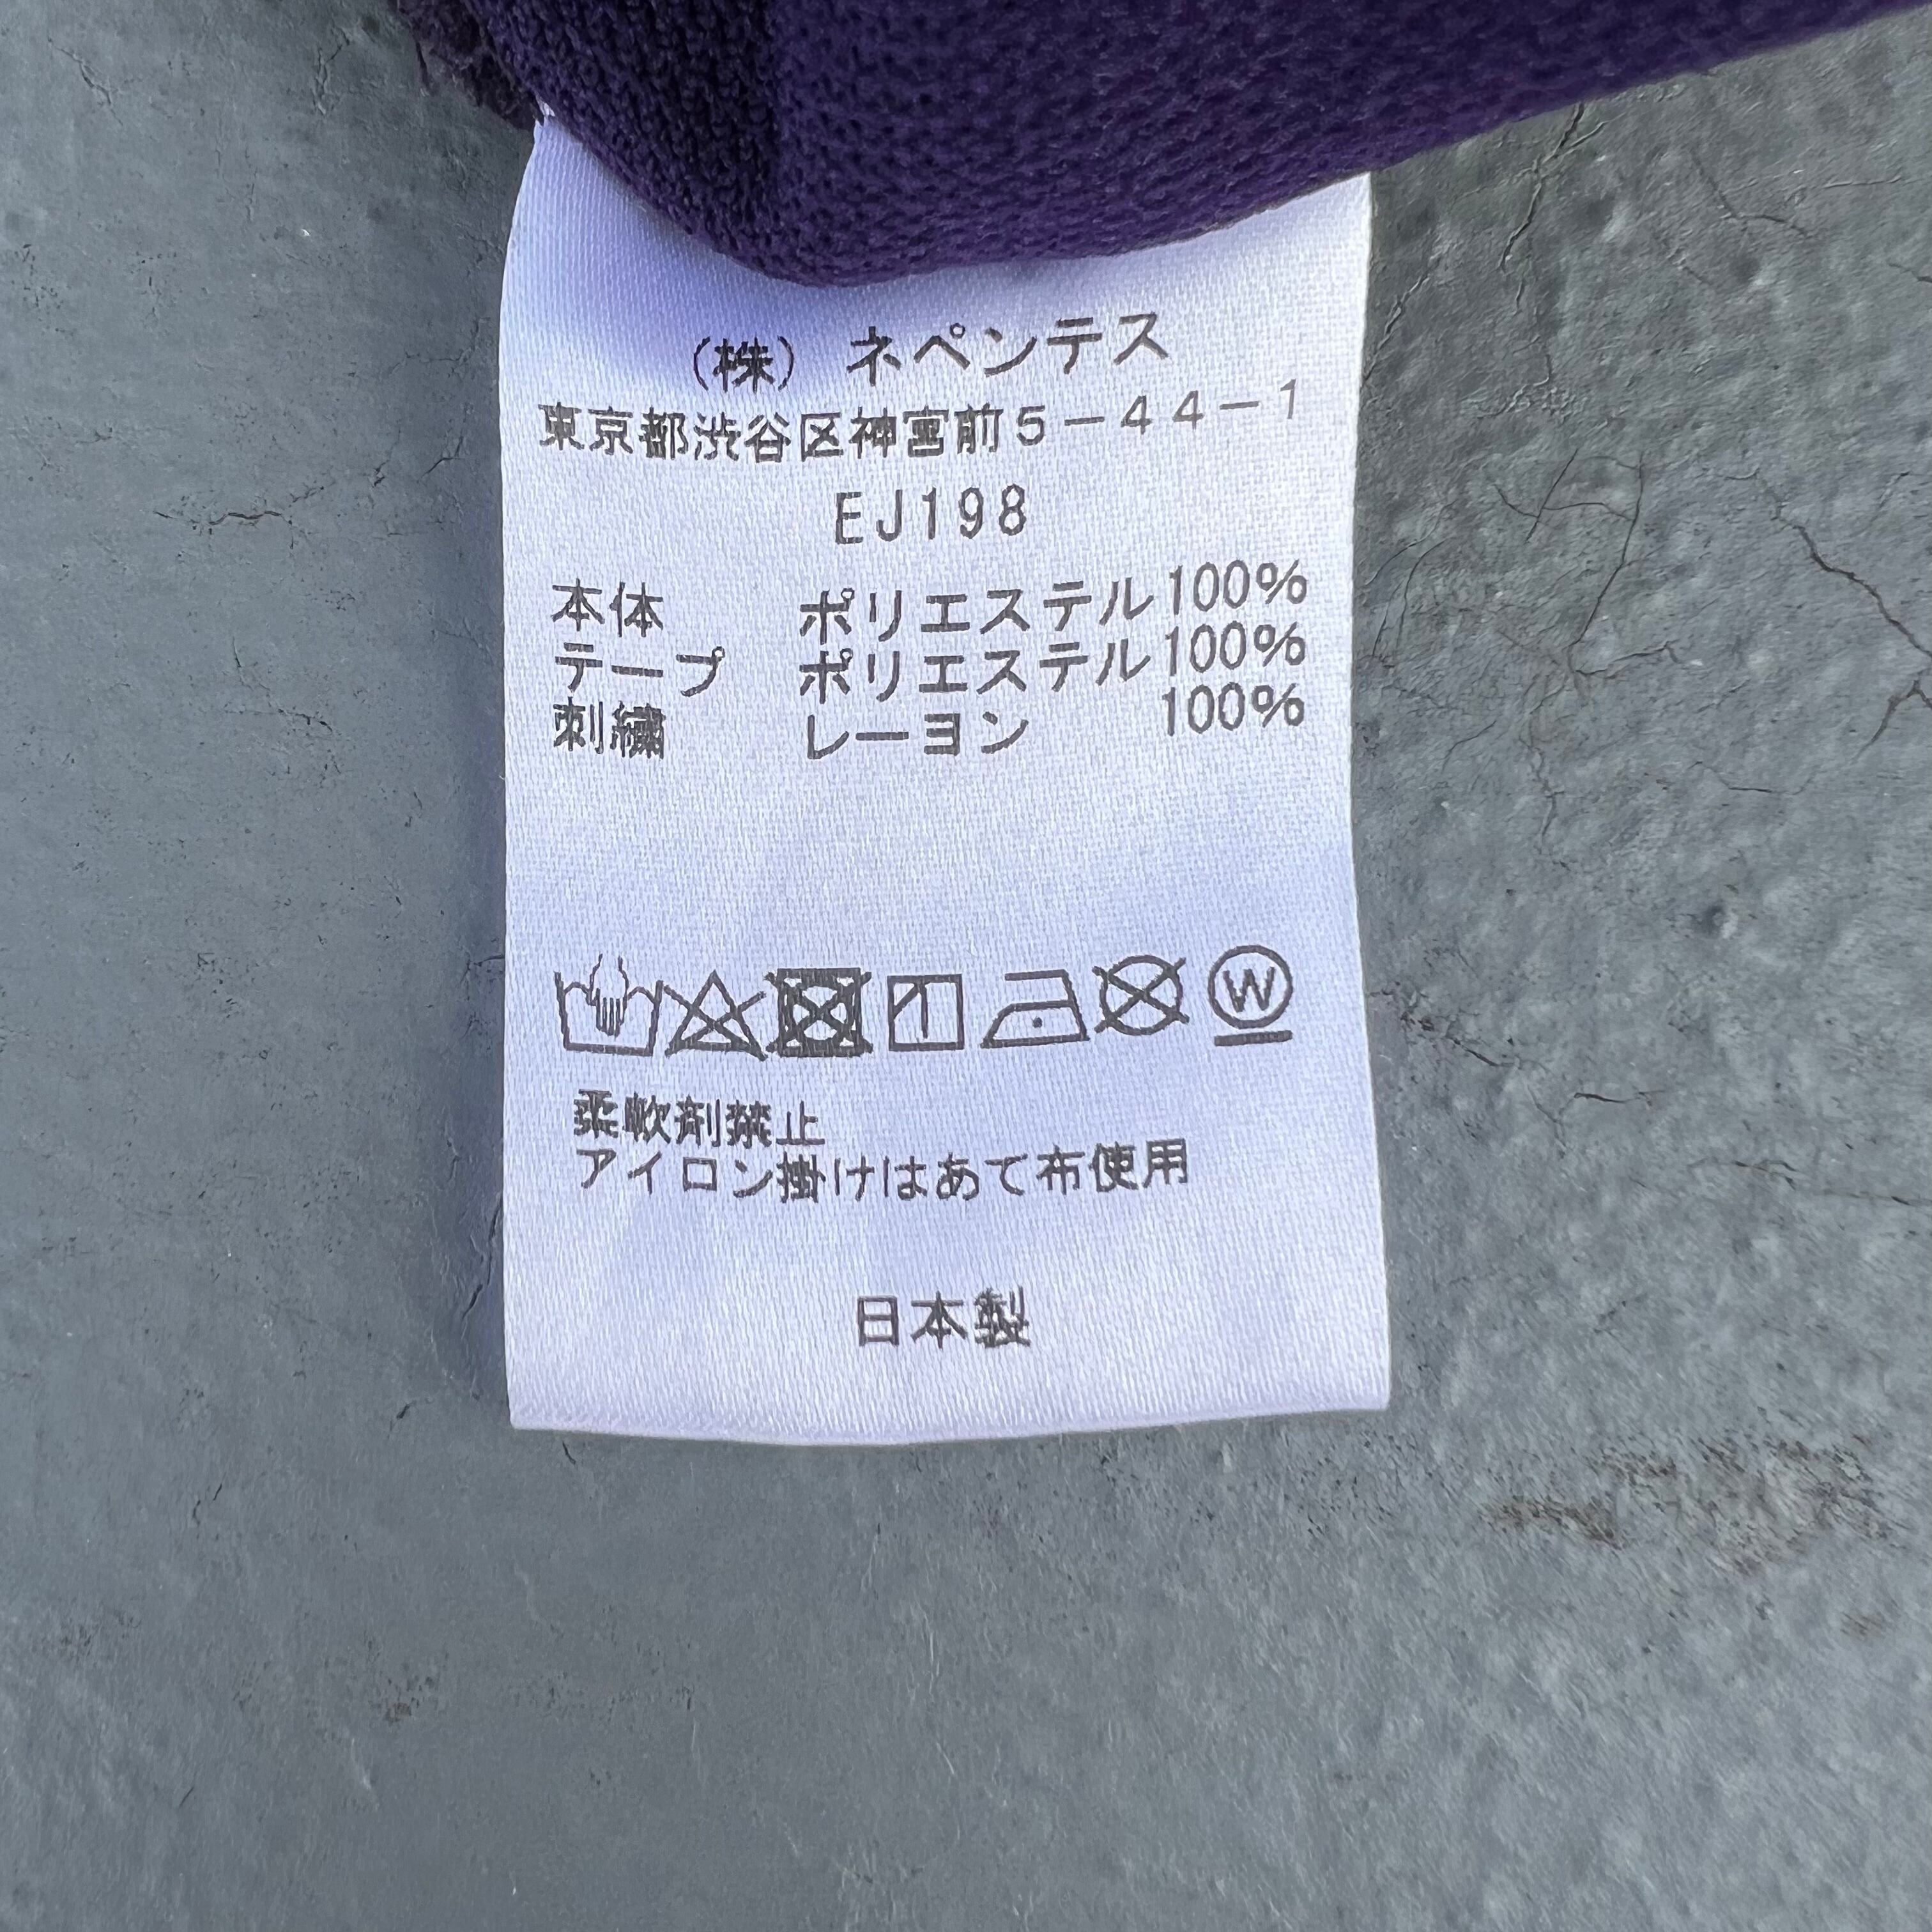 （株） ネペンテス
東京都渋谷区神宮前５－４４－１
EJ198
本体 ポリエステル100%
テープ ポリエステル100%
刺繍 レーヨン 100%
W
柔軟剤禁止
アイロン掛けはあて布使用
日本製